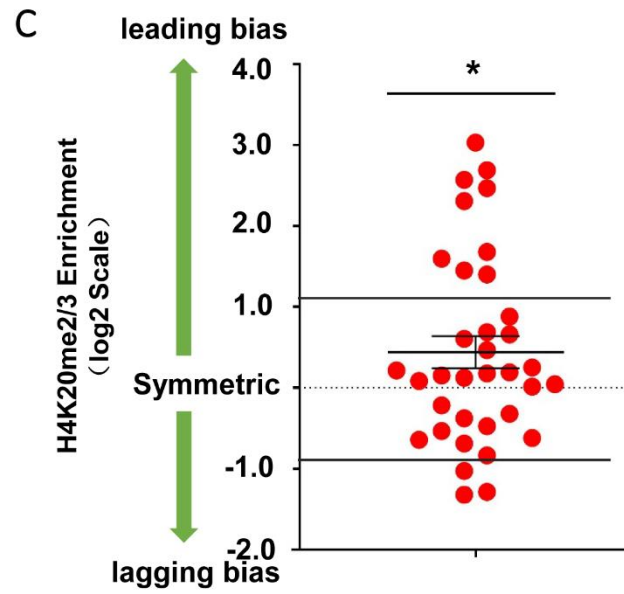 C
leading bias
4.0
*
3.0
2.0
1.0
Symmetric
-1.0
-2.0
lagging bias
H4K20me2/3 Enrichment
（log2 Scale）